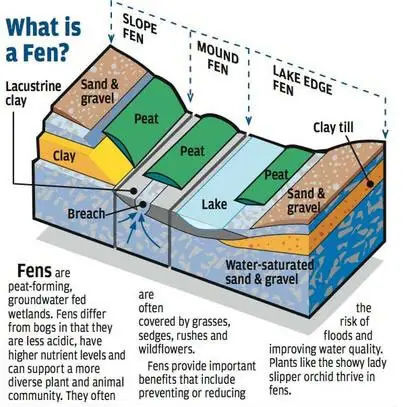 What is
a Fen?
SLOPE
FEN
MOUND
FEN
LAKE EDGE
FEN
Lacustrine
clay
Sand &
gravel
Peat
Clay
Peat
Breach
Lake
Peat
Sand &
gravel
Clay till
Water-saturated
sand & gravel
Fens are
peat-forming,
groundwater fed
wetlands. Fens differ
from bogs in that they
are less acidic, have
higher nutrient levels and
can support a more
diverse plant and animal
community. They often
are
often
covered by grasses,
sedges, rushes and
wildflowers.
Fens provide important
benefits that include
preventing or reducing
the
risk of
floods and
improving water quality.
Plants like the showy lady
slipper orchid thrive in
fens.